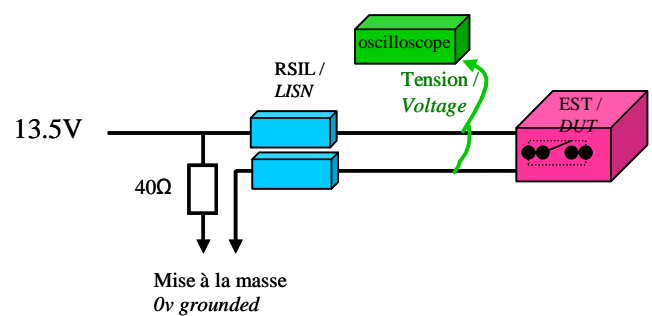 oscilloscope
RSIL /
LISN
Tension /
Voltage
EST /
DUT
13.5V
40Ω
Mise à la masse
0v grounded